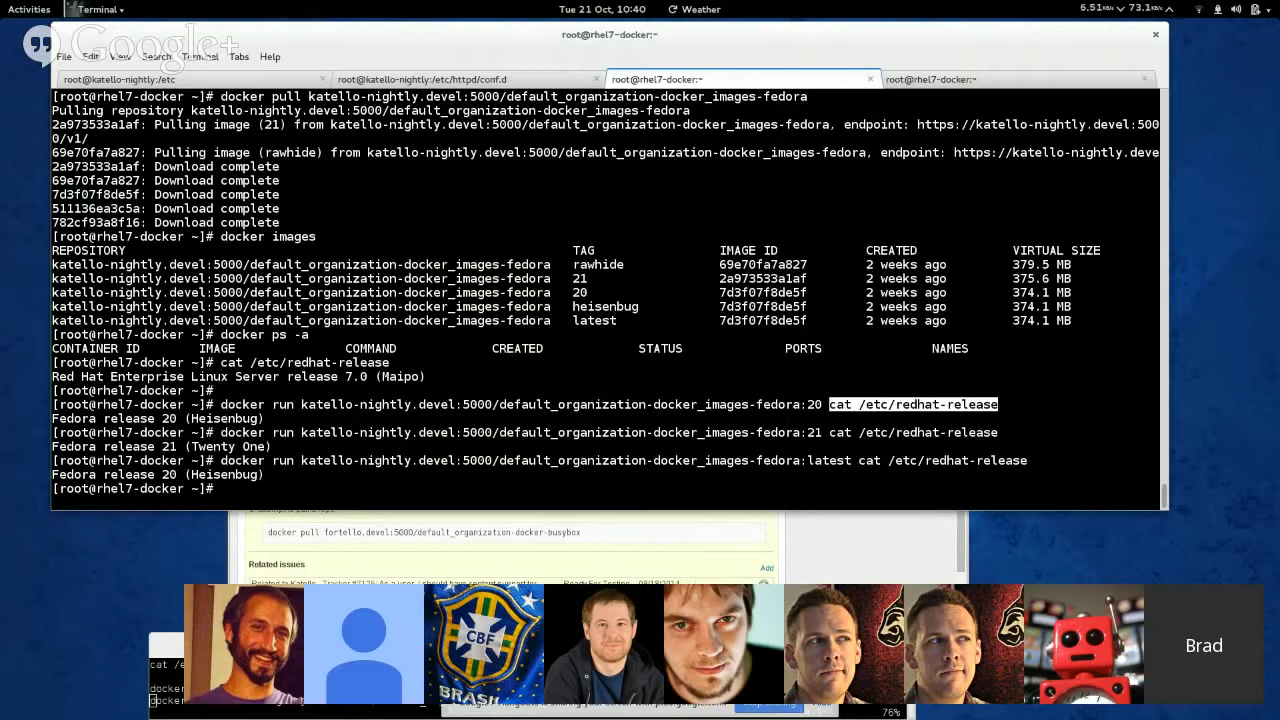 Activities Terminal Tue 21 Oct, 10:40 Weather 6.51 KB/s 73.1 KB/s
Google+
root@rhel7-docker:~
File Edit View Search Terminal Tabs Help
root@katello-nightly:/etc root@katello-nightly:/etc/httpd/conf.d root@rhel7-docker:~ root@rhel7-docker:~
[root@rhel7-docker ~]# docker pull katello-nightly.devel:5000/default_organization-docker_images-fedora
Pulling repository katello-nightly.devel:5000/default_organization-docker_images-fedora
2a973533a1af: Pulling image (21) from katello-nightly.devel:5000/default_organization-docker_images-fedora, endpoint: https://katello-nightly.devel:500
0/v1/
69e70fa7a827: Pulling image (rawhide) from katello-nightly.devel:5000/default_organization-docker_images-fedora, endpoint: https://katello-nightly.deve
2a973533a1af: Download complete
69e70fa7a827: Download complete
7d3f07f8de5f: Download complete
511136ea3c5a: Download complete
782cf93a8f16: Download complete
[root@rhel7-docker ~]# docker images
REPOSITORY TAG IMAGE ID CREATED VIRTUAL SIZE
katello-nightly.devel:5000/default_organization-docker_images-fedora rawhide 69e70fa7a827 2 weeks ago 379.5 MB
katello-nightly.devel:5000/default_organization-docker_images-fedora 21 2a973533a1af 2 weeks ago 375.6 MB
katello-nightly.devel:5000/default_organization-docker_images-fedora 20 7d3f07f8de5f 2 weeks ago 374.1 MB
katello-nightly.devel:5000/default_organization-docker_images-fedora heisenbug 7d3f07f8de5f 2 weeks ago 374.1 MB
katello-nightly.devel:5000/default_organization-docker_images-fedora latest 7d3f07f8de5f 2 weeks ago 374.1 MB
[root@rhel7-docker ~]# docker ps -a
CONTAINER ID IMAGE COMMAND CREATED STATUS PORTS NAMES
[root@rhel7-docker ~]# cat /etc/redhat-release
Red Hat Enterprise Linux Server release 7.0 (Maipo)
[root@rhel7-docker ~]#
[root@rhel7-docker ~]# docker run katello-nightly.devel:5000/default_organization-docker_images-fedora:20 cat /etc/redhat-release
Fedora release 20 (Heisenbug)
[root@rhel7-docker ~]# docker run katello-nightly.devel:5000/default_organization-docker_images-fedora:21 cat /etc/redhat-release
Fedora release 21 (Twenty One)
[root@rhel7-docker ~]# docker run katello-nightly.devel:5000/default_organization-docker_images-fedora:latest cat /etc/redhat-release
Fedora release 20 (Heisenbug)
[root@rhel7-docker ~]#
docker pull fortello.devel:5000/default_organization-docker-busybox
Related issues
Add
CBF
BRASIL
Brad
cat /e
docker
docker
76%